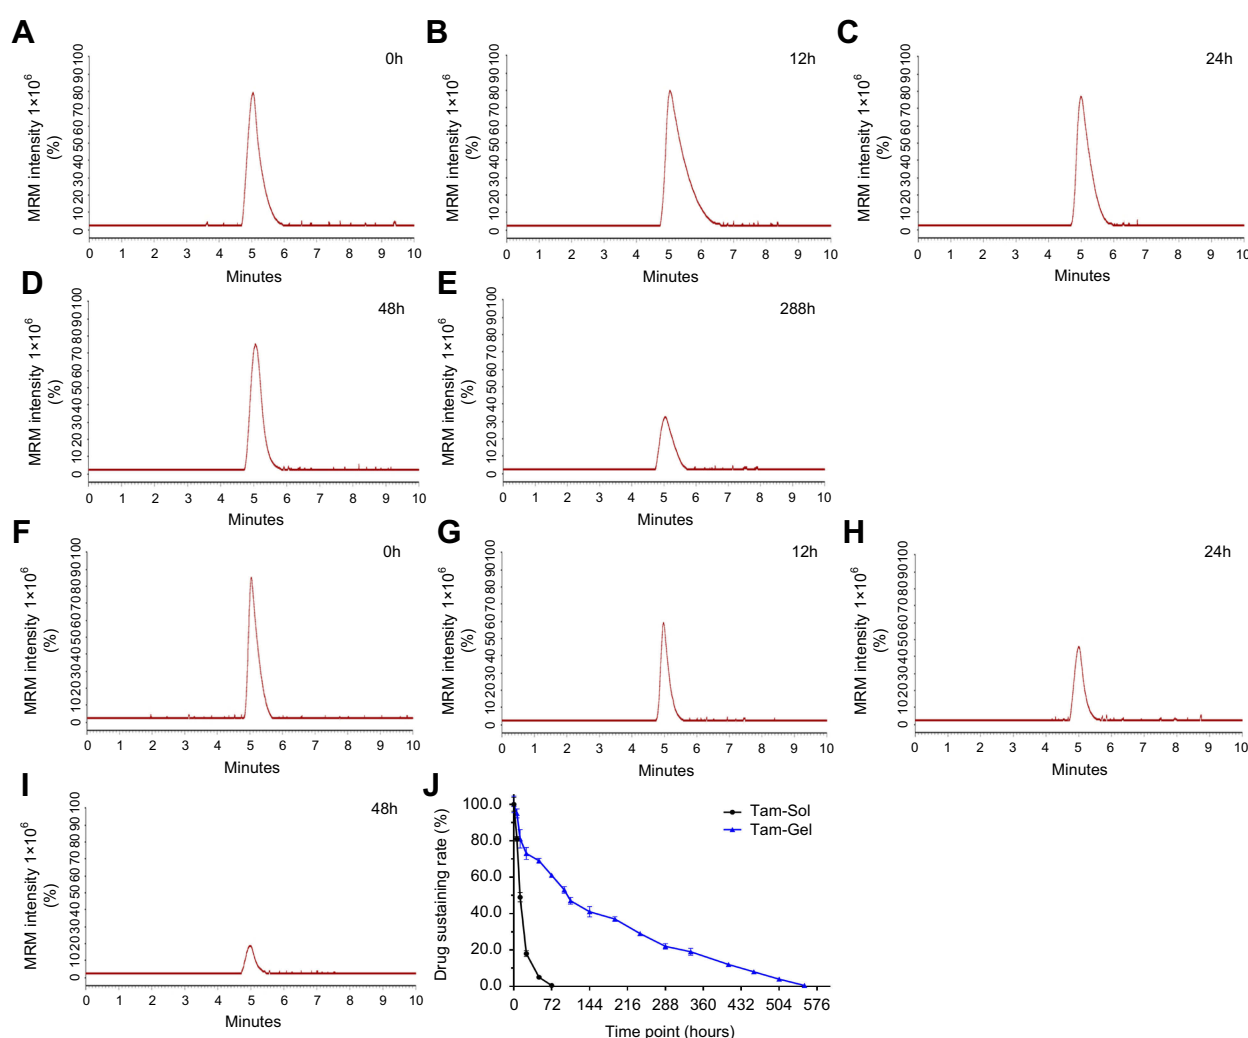 A
0h
MRM intensity 1×10⁶
(%)
0 10 20 30 40 50 60 70 80 90 100
0 1 2 3 4 5 6 7 8 9 10
Minutes
B
12h
MRM intensity 1×10⁶
(%)
0 10 20 30 40 50 60 70 80 90 100
0 1 2 3 4 5 6 7 8 9 10
Minutes
C
24h
MRM intensity 1×10⁶
(%)
0 10 20 30 40 50 60 70 80 90 100
0 1 2 3 4 5 6 7 8 9 10
Minutes
D
48h
MRM intensity 1×10⁶
(%)
0 10 20 30 40 50 60 70 80 90 100
0 1 2 3 4 5 6 7 8 9 10
Minutes
E
288h
MRM intensity 1×10⁶
(%)
0 10 20 30 40 50 60 70 80 90 100
0 1 2 3 4 5 6 7 8 9 10
Minutes
F
0h
MRM intensity 1×10⁶
(%)
0 10 20 30 40 50 60 70 80 90 100
0 1 2 3 4 5 6 7 8 9 10
Minutes
G
12h
MRM intensity 1×10⁶
(%)
0 10 20 30 40 50 60 70 80 90 100
0 1 2 3 4 5 6 7 8 9 10
Minutes
H
24h
MRM intensity 1×10⁶
(%)
0 10 20 30 40 50 60 70 80 90 100
0 1 2 3 4 5 6 7 8 9 10
Minutes
I
48h
MRM intensity 1×10⁶
(%)
0 10 20 30 40 50 60 70 80 90 100
0 1 2 3 4 5 6 7 8 9 10
Minutes
J
Tam-Sol
Tam-Gel
Drug sustaining rate (%)
100.0
80.0
60.0
40.0
20.0
0.0
0 72 144 216 288 360 432 504 576
Time point (hours)